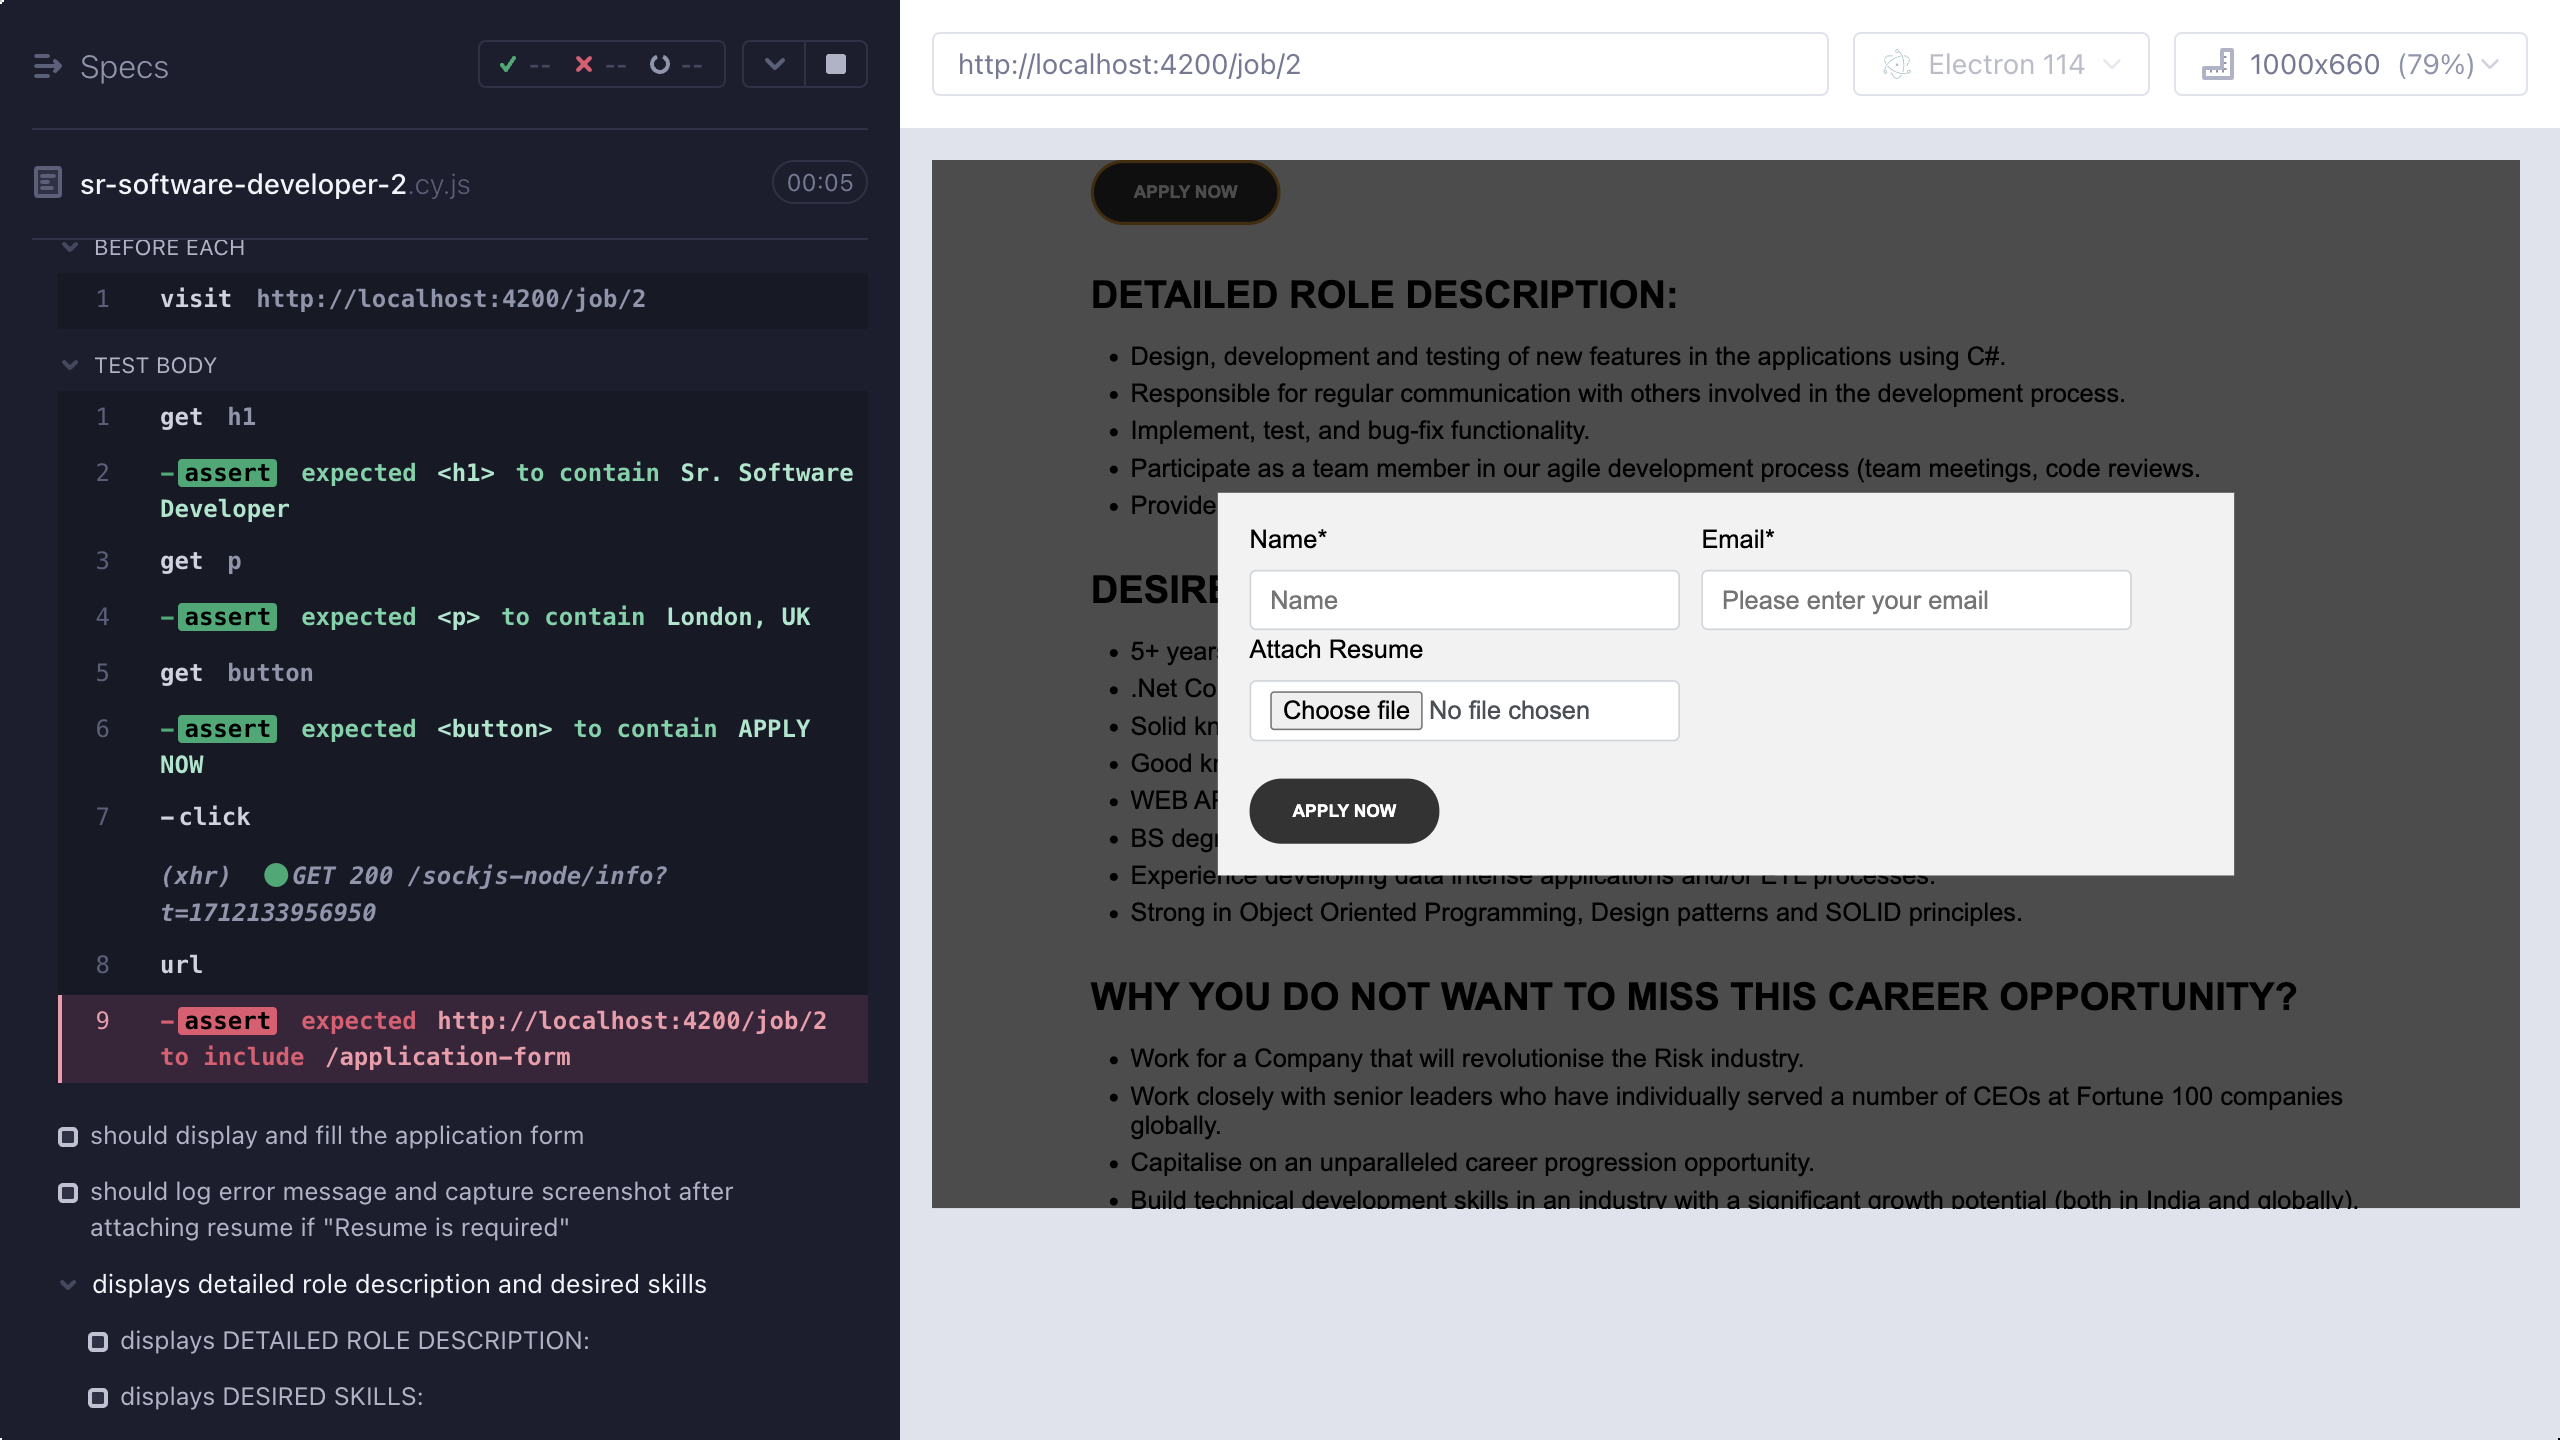 Specs
-- -- --
sr-software-developer-2.cy.js 00:05
BEFORE EACH
1 visit http://localhost:4200/job/2
TEST BODY
1 get h1
2 -assert expected <h1> to contain Sr. Software
Developer
3 get p
4 -assert expected <p> to contain London, UK
5 get button
6 -assert expected <button> to contain APPLY
NOW
7 -click
(xhr) GET 200 /sockjs-node/info?
t=1712133956950
8 url
9 -assert expected http://localhost:4200/job/2
to include /application-form
should display and fill the application form
should log error message and capture screenshot after
attaching resume if "Resume is required"
displays detailed role description and desired skills
displays DETAILED ROLE DESCRIPTION:
displays DESIRED SKILLS:
http://localhost:4200/job/2
Electron 114
1000x660 (79%)
APPLY NOW
DETAILED ROLE DESCRIPTION:
Design, development and testing of new features in the applications using C#.
Responsible for regular communication with others involved in the development process.
Implement, test, and bug-fix functionality.
Participate as a team member in our agile development process (team meetings, code reviews.
Provide
Name* Email*
Name Please enter your email
Attach Resume
Choose file No file chosen
APPLY NOW
5+ year
.Net Co
Solid
Good
WEB
BS
Experience developing data intense applications and/or ETL processes.
Strong in Object Oriented Programming, Design patterns and SOLID principles.
WHY YOU DO NOT WANT TO MISS THIS CAREER OPPORTUNITY?
Work for a Company that will revolutionise the Risk industry.
Work closely with senior leaders who have individually served a number of CEOs at Fortune 100 companies
globally.
Capitalise on an unparalleled career progression opportunity.
Build technical development skills in an industry with a significant growth potential (both in India and globally).